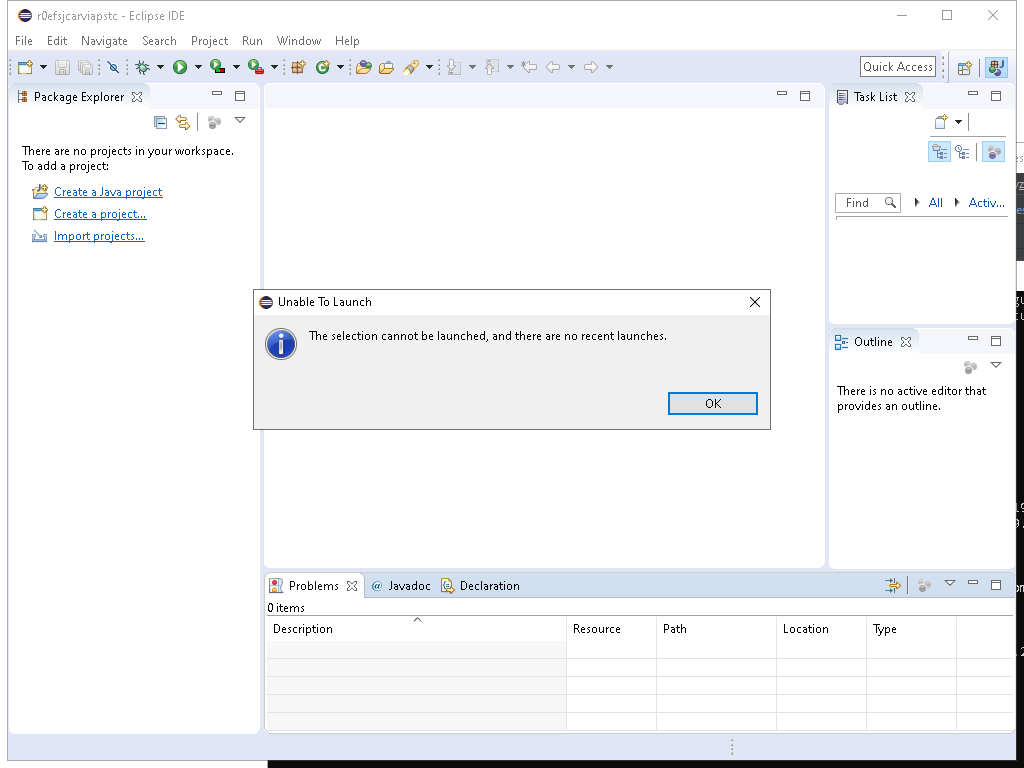 r0efsjcarviapstc - Eclipse IDE
File Edit Navigate Search Project Run Window Help
Quick Access
Package Explorer
There are no projects in your workspace.
To add a project:
Create a Java project
Create a project...
Import projects...
Task List
Find All Activ...
Unable To Launch
The selection cannot be launched, and there are no recent launches.
OK
Outline
There is no active editor that
provides an outline.
Problems @ Javadoc Declaration
0 items
Description Resource Path Location Type